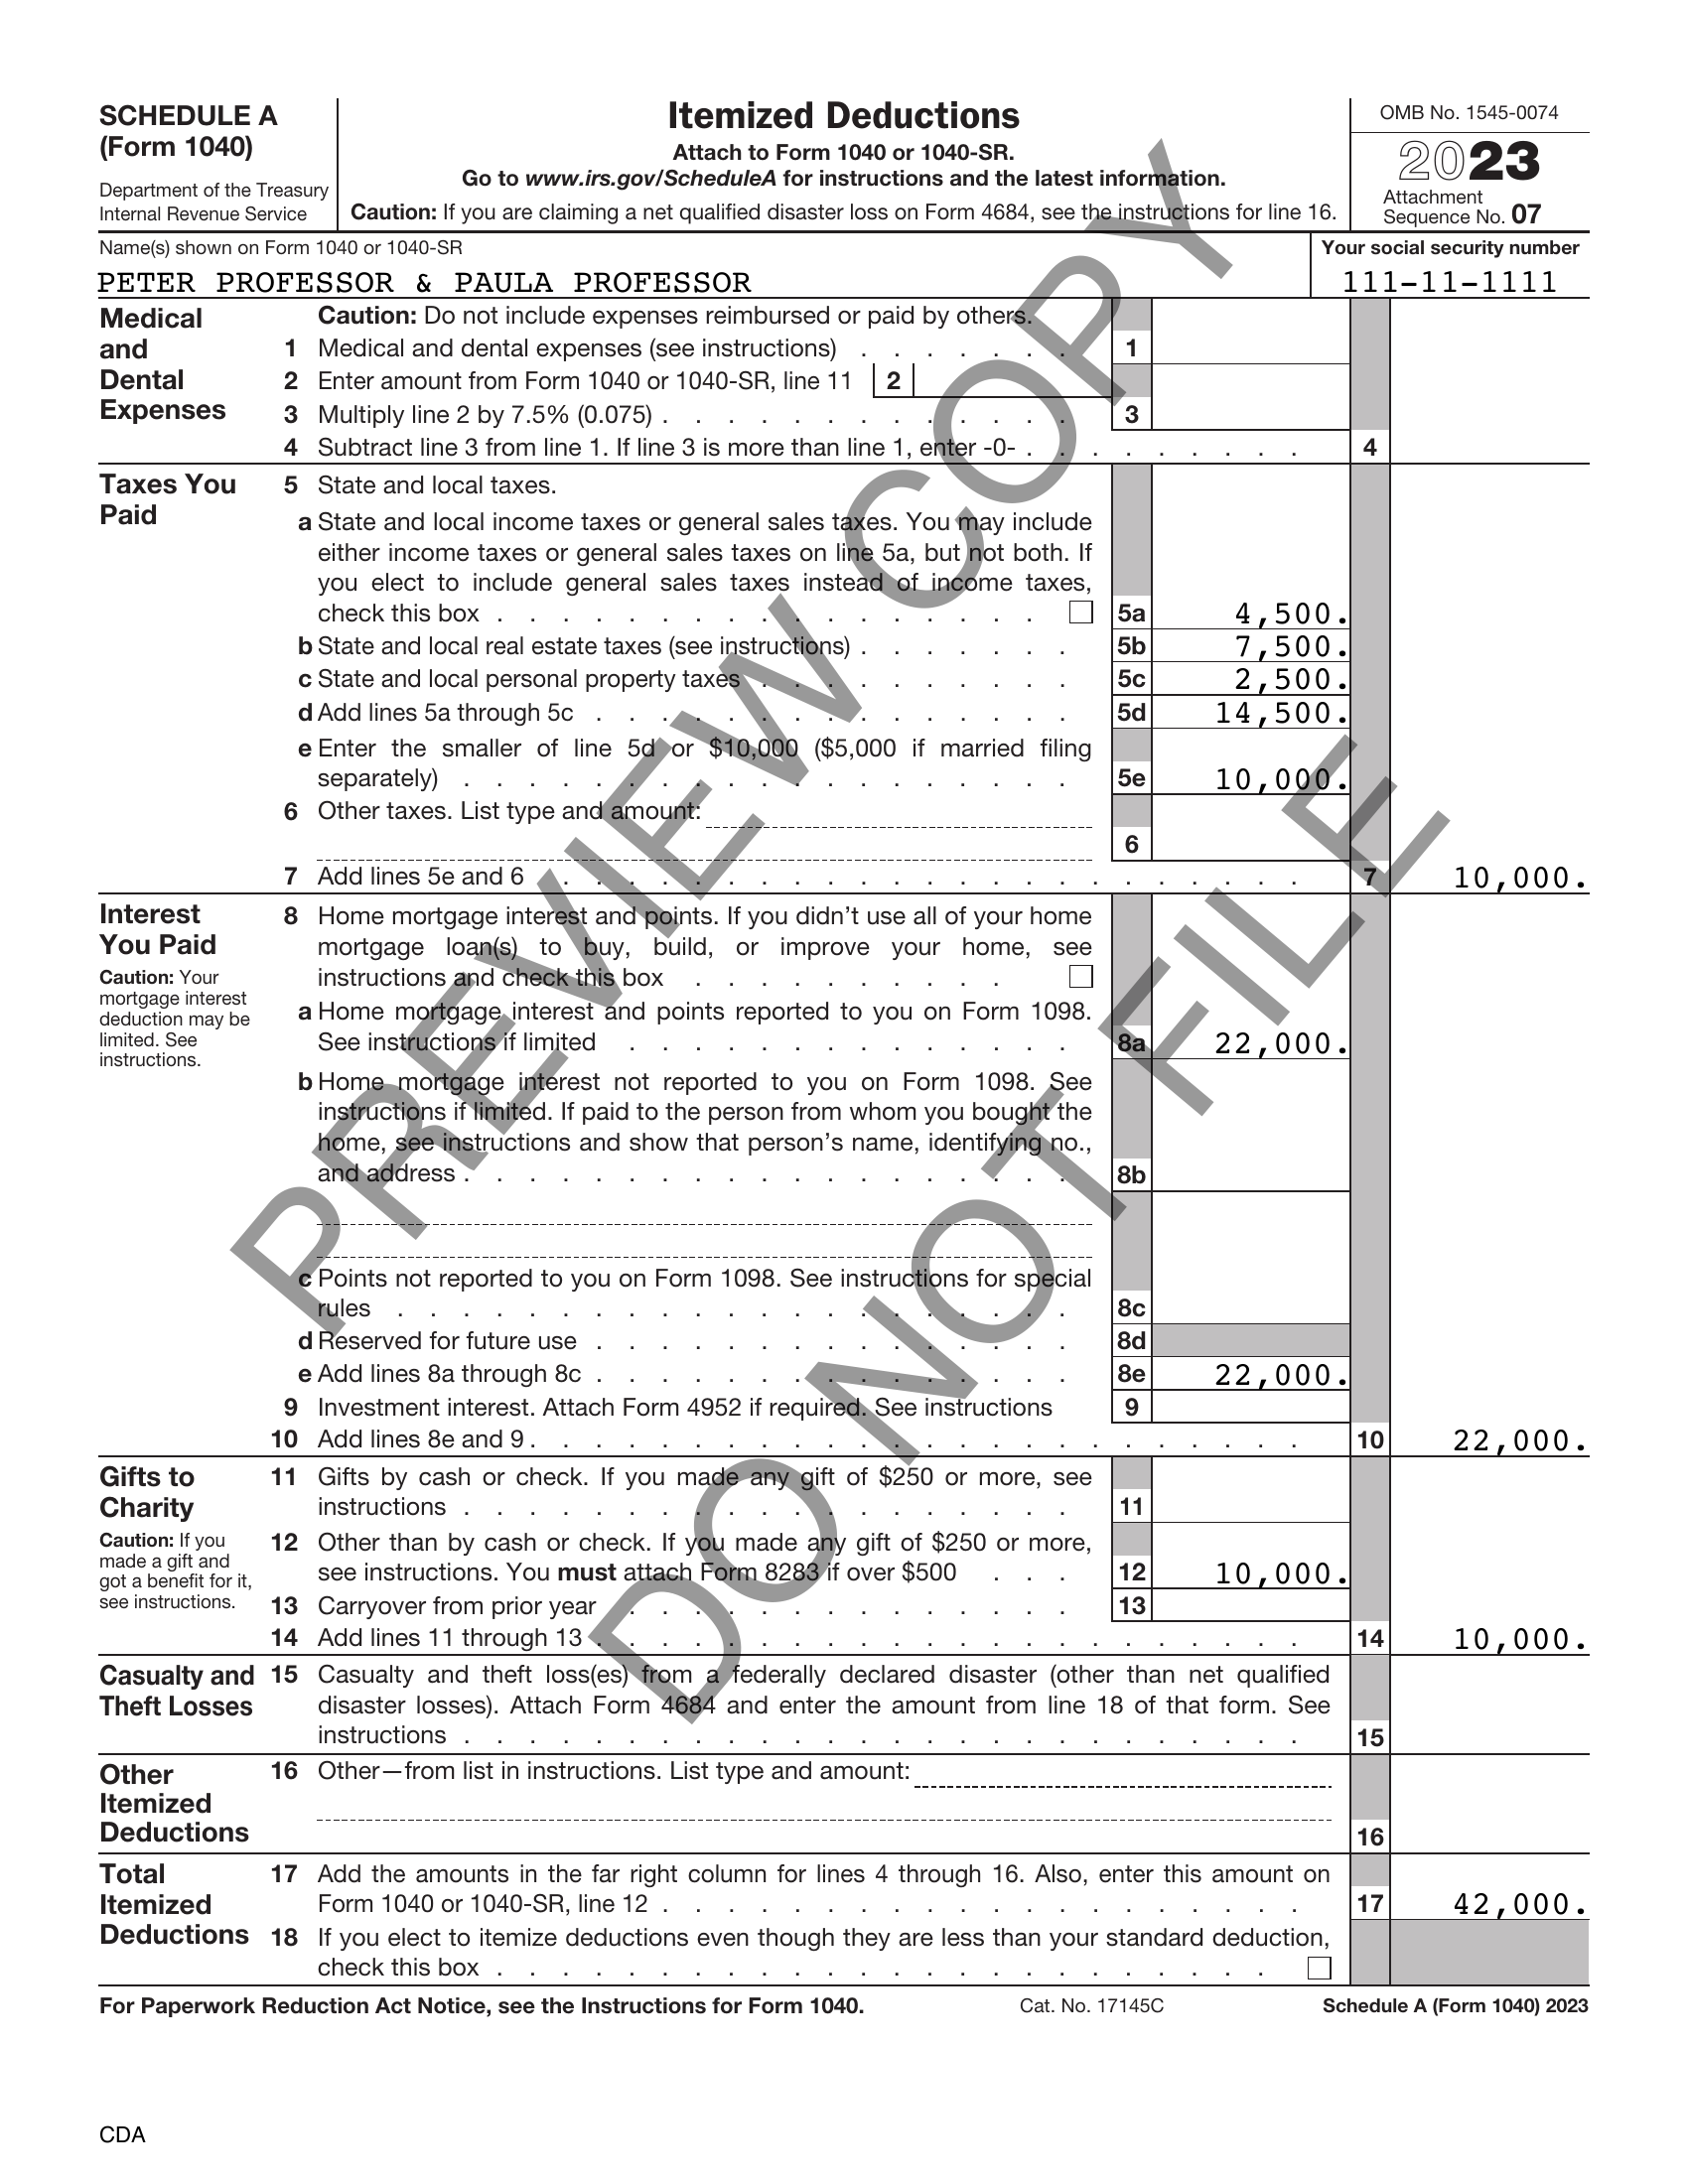 SCHEDULE A
(Form 1040)
Department of the Treasury
Internal Revenue Service
Itemized Deductions
Attach to Form 1040 or 1040-SR.
Go to www.irs.gov/ScheduleA for instructions and the latest information.
Caution: If you are claiming a net qualified disaster loss on Form 4684, see the instructions for line 16.
OMB No. 1545-0074
2023
Attachment
Sequence No. 07
Name(s) shown on Form 1040 or 1040-SR
Your social security number
PETER PROFESSOR & PAULA PROFESSOR
111-11-1111
Medical
and
Dental
Expenses
Caution: Do not include expenses reimbursed or paid by others.
1 Medical and dental expenses (see instructions) . . . . . . . 1
2 Enter amount from Form 1040 or 1040-SR, line 11 2
3 Multiply line 2 by 7.5% (0.075) . . . . . . . . . . . . . 3
4 Subtract line 3 from line 1. If line 3 is more than line 1, enter -0- . . . . . . . . . 4
Taxes You
Paid
5 State and local taxes.
a State and local income taxes or general sales taxes. You may include
either income taxes or general sales taxes on line 5a, but not both. If
you elect to include general sales taxes instead of income taxes,
check this box . . . . . . . . . . . . . . . . . 5a 4,500.
b State and local real estate taxes (see instructions) . . . . . . . 5b 7,500.
c State and local personal property taxes . . . . . . . . . . 5c 2,500.
d Add lines 5a through 5c . . . . . . . . . . . . . . . 5d 14,500.
e Enter the smaller of line 5d or $10,000 ($5,000 if married filing
separately) . . . . . . . . . . . . . . . . . . . 5e 10,000.
6 Other taxes. List type and amount:
6
7 Add lines 5e and 6 . . . . . . . . . . . . . . . . . . . . . . . 7 10,000.
Interest
You Paid
Caution: Your
mortgage interest
deduction may be
limited. See
instructions.
8 Home mortgage interest and points. If you didn’t use all of your home
mortgage loan(s) to buy, build, or improve your home, see
instructions and check this box . . . . . . . . . .
a Home mortgage interest and points reported to you on Form 1098.
See instructions if limited . . . . . . . . . . . . . . 8a 22,000.
b Home mortgage interest not reported to you on Form 1098. See
instructions if limited. If paid to the person from whom you bought the
home, see instructions and show that person’s name, identifying no.,
and address . . . . . . . . . . . . . . . . . . . 8b
c Points not reported to you on Form 1098. See instructions for special
rules . . . . . . . . . . . . . . . . . . . . . 8c
d Reserved for future use . . . . . . . . . . . . . . . 8d
e Add lines 8a through 8c . . . . . . . . . . . . . . . 8e 22,000.
9 Investment interest. Attach Form 4952 if required. See instructions 9
10 Add lines 8e and 9 . . . . . . . . . . . . . . . . . . . . . . . . 10 22,000.
Gifts to
Charity
Caution: If you
made a gift and
got a benefit for it,
see instructions.
11 Gifts by cash or check. If you made any gift of $250 or more, see
instructions . . . . . . . . . . . . . . . . . . . 11
12 Other than by cash or check. If you made any gift of $250 or more,
see instructions. You must attach Form 8283 if over $500 . . . 12 10,000.
13 Carryover from prior year . . . . . . . . . . . . . . 13
14 Add lines 11 through 13 . . . . . . . . . . . . . . . . . . . . . . 14 10,000.
Casualty and
Theft Losses
15 Casualty and theft loss(es) from a federally declared disaster (other than net qualified
disaster losses). Attach Form 4684 and enter the amount from line 18 of that form. See
instructions . . . . . . . . . . . . . . . . . . . . . . . . . . 15
Other
Itemized
Deductions
16 Other—from list in instructions. List type and amount:
16
Total
Itemized
Deductions
17 Add the amounts in the far right column for lines 4 through 16. Also, enter this amount on
Form 1040 or 1040-SR, line 12 . . . . . . . . . . . . . . . . . . . . 17 42,000.
18 If you elect to itemize deductions even though they are less than your standard deduction,
check this box . . . . . . . . . . . . . . . . . . . . . . . .
For Paperwork Reduction Act Notice, see the Instructions for Form 1040.
Cat. No. 17145C
Schedule A (Form 1040) 2023
CDA
PREVIEW COPY
DO NOT FILE